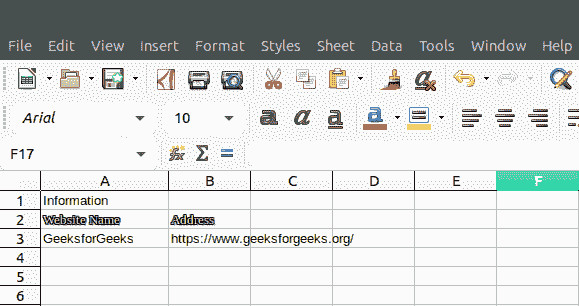 File Edit View Insert Format Styles Sheet Data Tools Window Help
Arial 10 a a a a
F17 fx Σ =
A B C D E F
1 Information
2 Website Name Address
3 GeeksforGeeks https://www.geeksforgeeks.org/
4
5
6